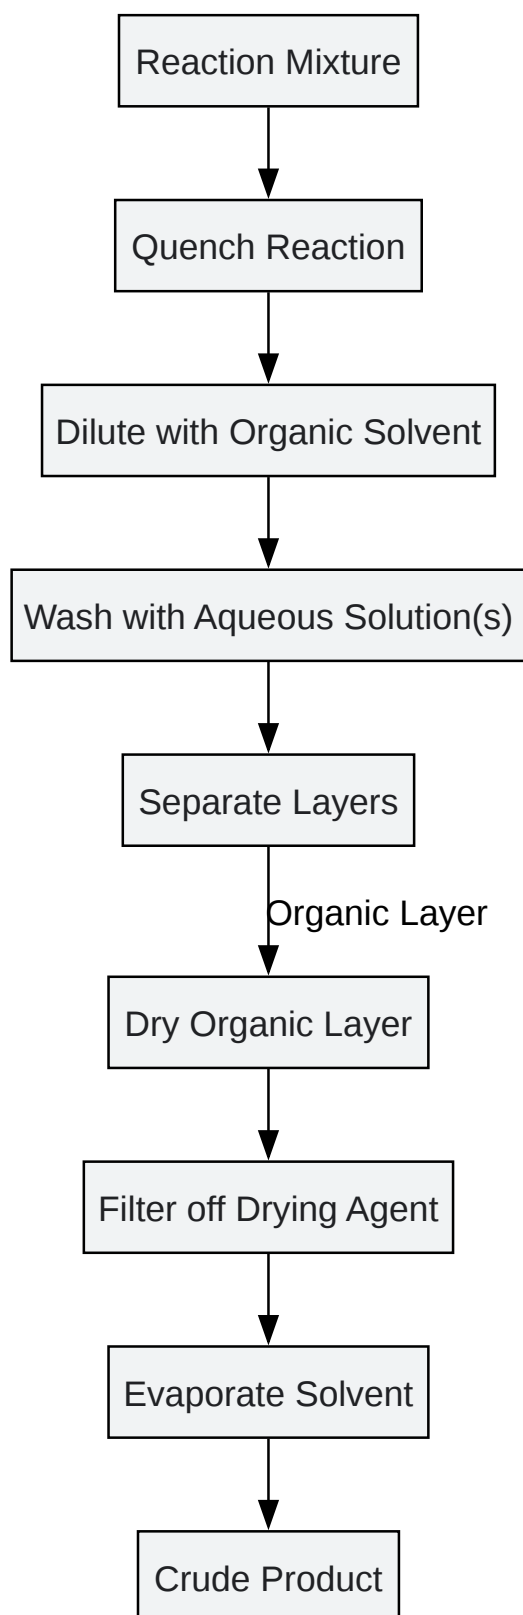 Reaction Mixture
Quench Reaction
Dilute with Organic Solvent
Wash with Aqueous Solution(s)
Separate Layers
Organic Layer
Dry Organic Layer
Filter off Drying Agent
Evaporate Solvent
Crude Product